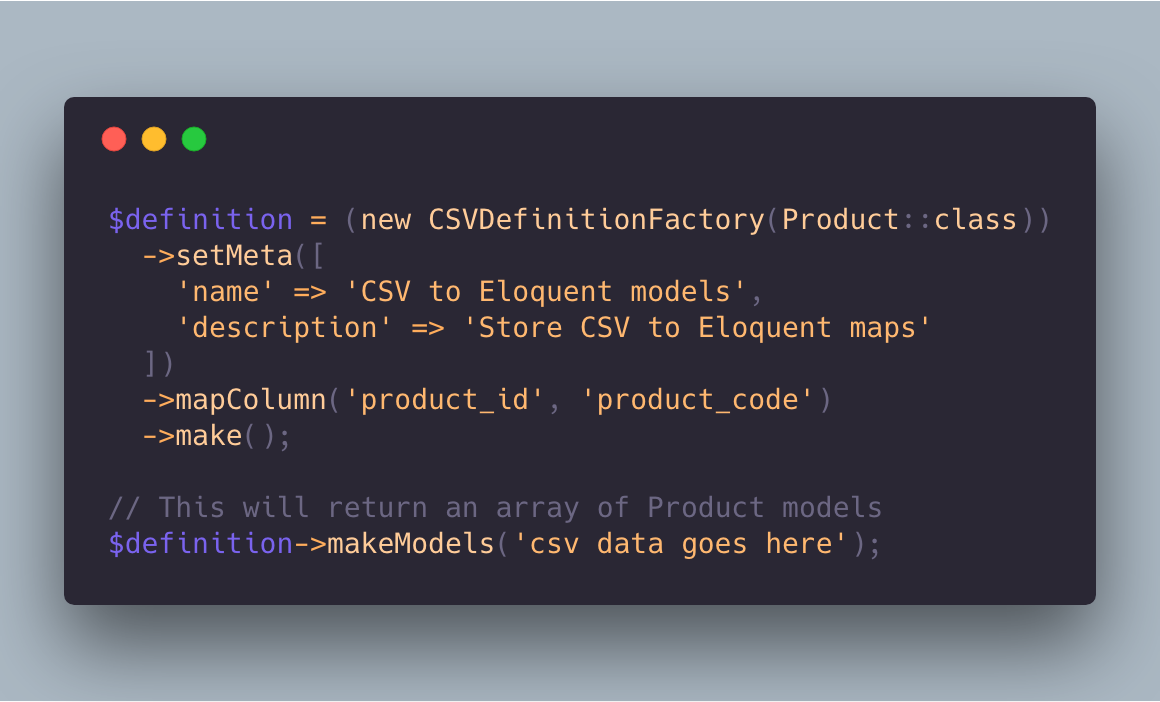 $definition = (new CSVDefinitionFactory(Product::class))
  ->setMeta([
    'name' => 'CSV to Eloquent models',
    'description' => 'Store CSV to Eloquent maps'
  ])
  ->mapColumn('product_id', 'product_code')
  ->make();

// This will return an array of Product models
$definition->makeModels('csv data goes here');